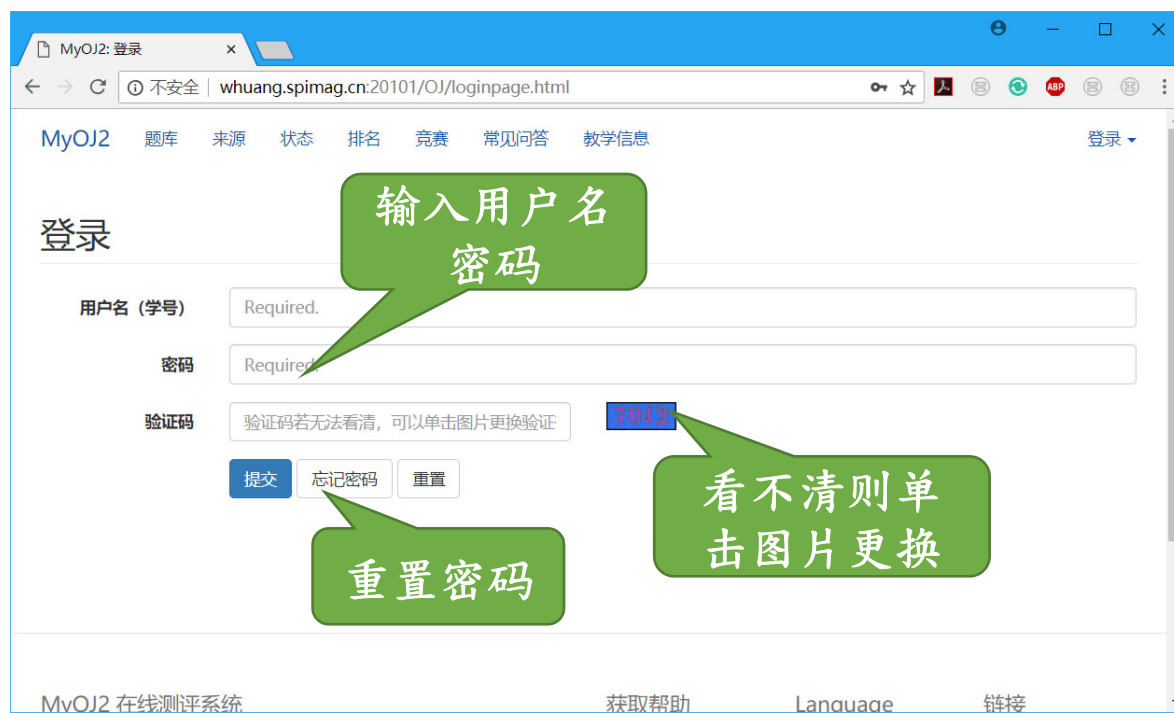 MyOJ2: 登录
不安全 | whuang.spimag.cn:20101/OJ/loginpage.html
ABP
MyOJ2 题库 来源 状态 排名 竞赛 常见问答 教学信息 登录
输入用户名
密码
登录
用户名（学号） Required.
密码 Required.
验证码 验证码若无法看清，可以单击图片更换验证
提交 忘记密码 重置
看不清则单
击图片更换
重置密码
MyOJ2 在线测评系统 获取帮助 Language 链接